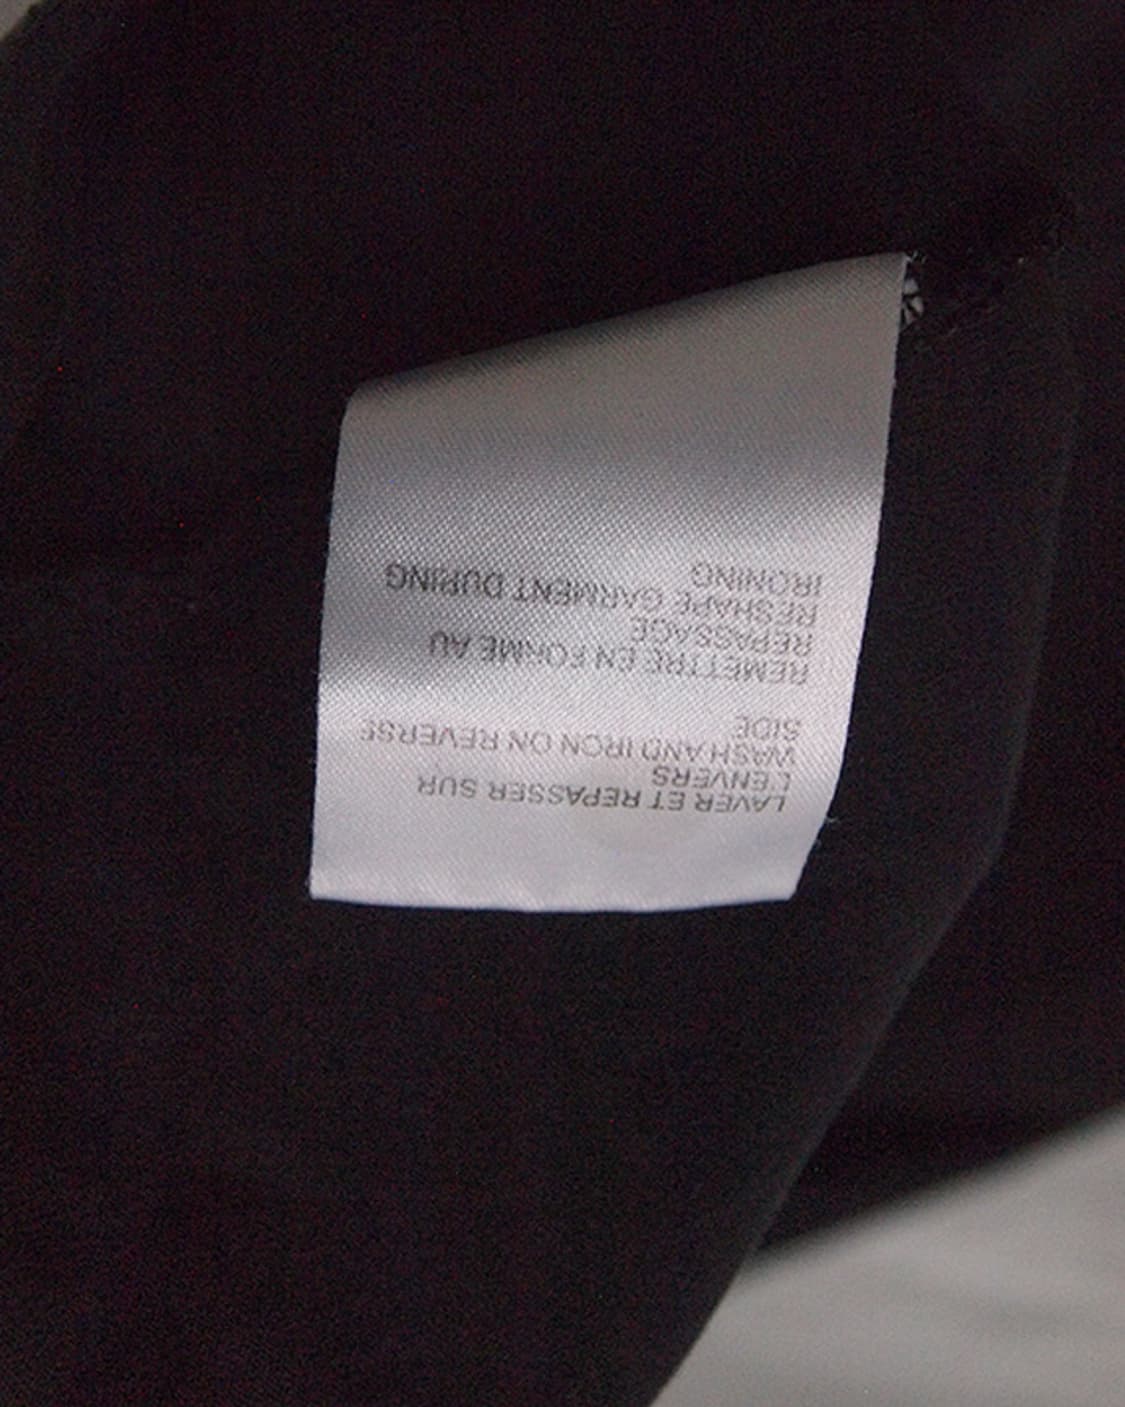 LAVER ET REPASSER SUR
L'ENVERS
WASH AND IRON ON REVERSE
SIDE
REMETTRE EN FORME AU
REPASSAGE
RESHAPE GARMENT DURING
IRONING